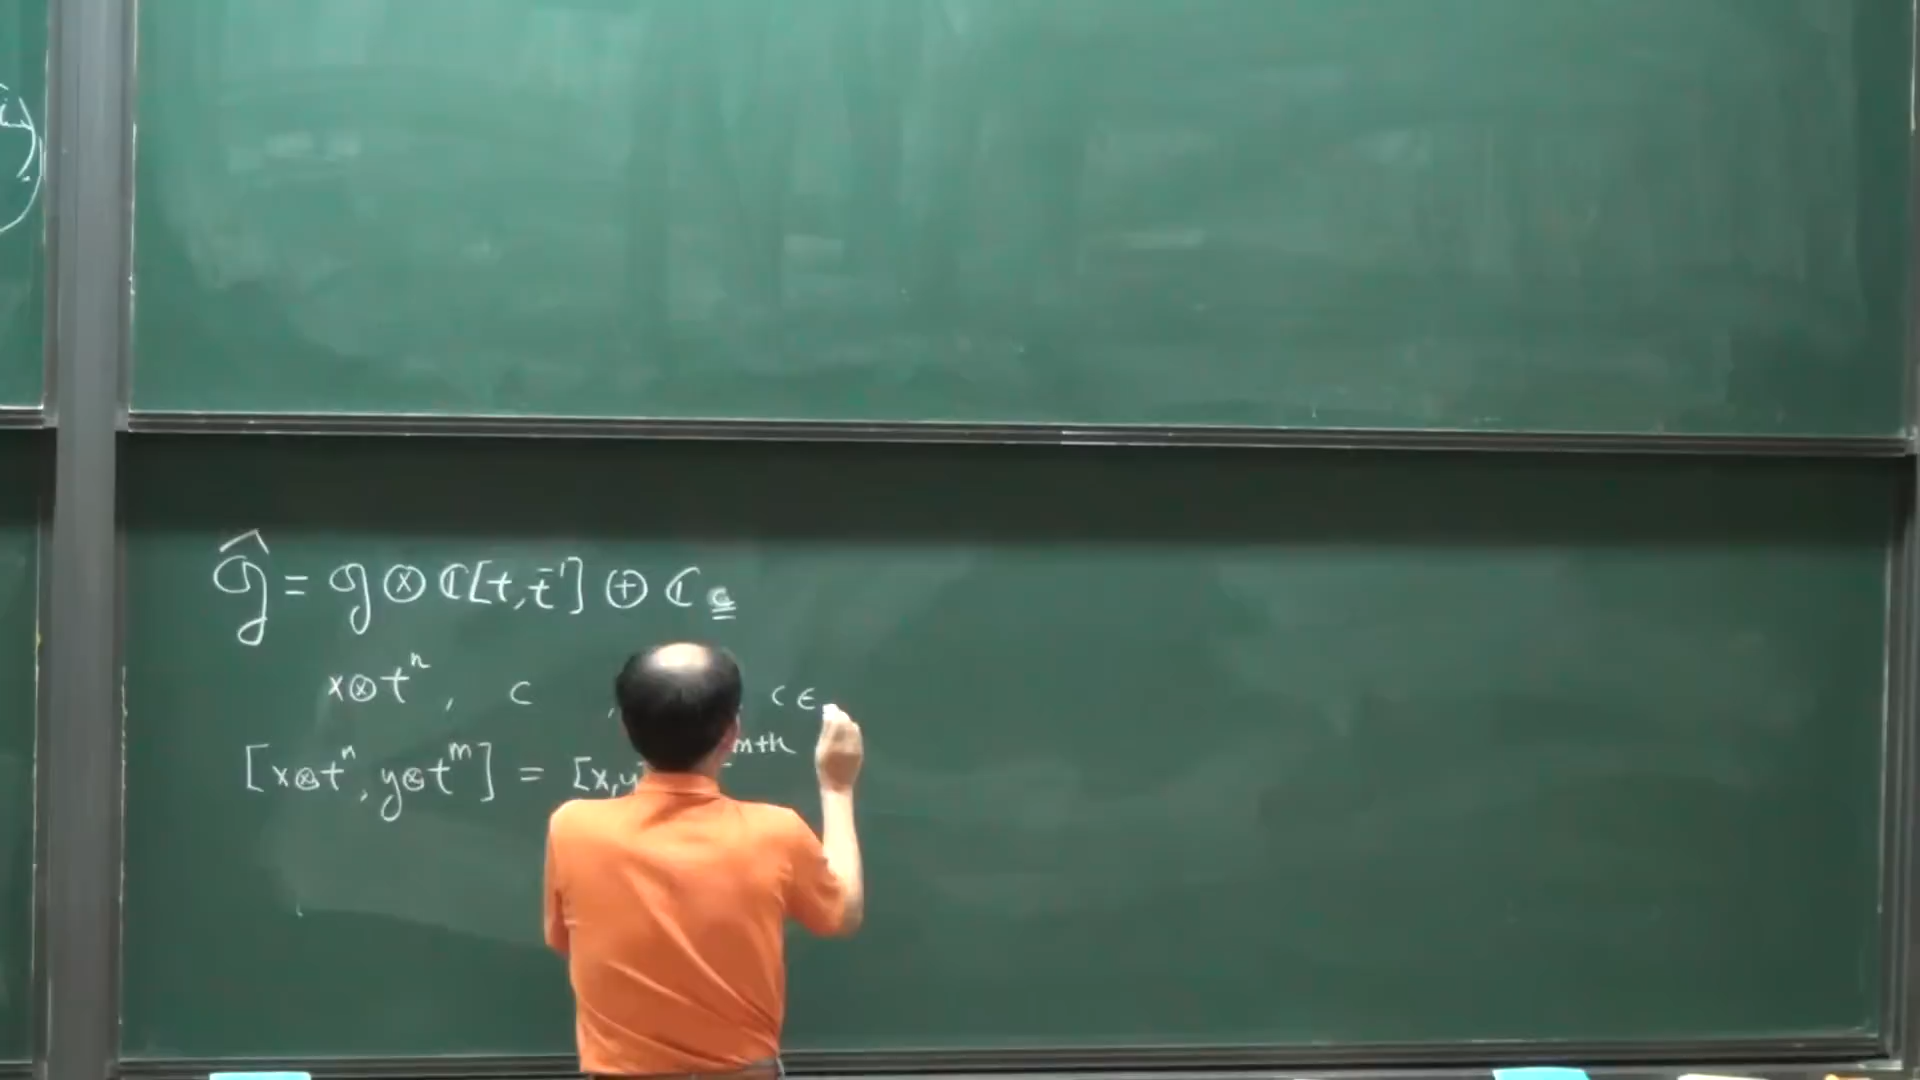 ĝ = g ⊗ ℂ[t, t⁻¹] ⊕ ℂ c
x⊗tⁿ , c , c ∈
[x⊗tⁿ, y⊗tᵐ] = [x,y m+n